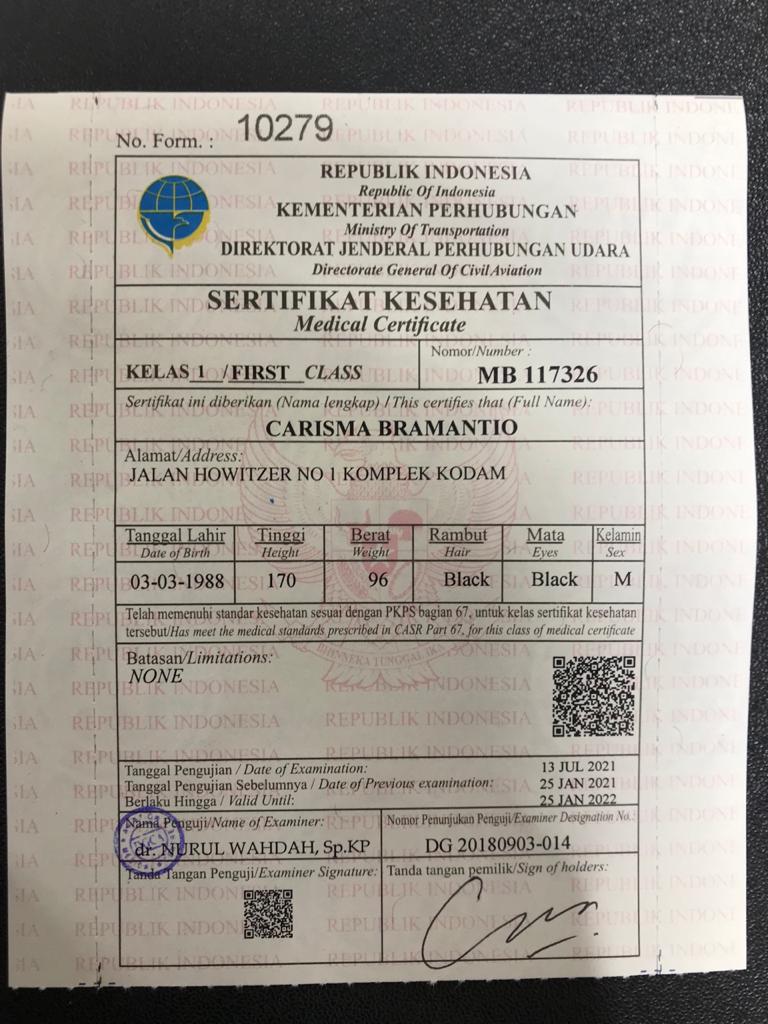 No. Form. : 10279
REPUBLIK INDONESIA
Republic Of Indonesia
KEMENTERIAN PERHUBUNGAN
Ministry Of Transportation
DIREKTORAT JENDERAL PERHUBUNGAN UDARA
Directorate General Of Civil Aviation
SERTIFIKAT KESEHATAN
Medical Certificate
KELAS 1 / FIRST CLASS
Nomor/Number :
MB 117326
Sertifikat ini diberikan (Nama lengkap) / This certifies that (Full Name):
CARISMA BRAMANTIO
Alamat/Address:
JALAN HOWITZER NO 1 KOMPLEK KODAM
Tanggal Lahir Tinggi Berat Rambut Mata Kelamin
Date of Birth Height Weight Hair Eyes Sex
03-03-1988 170 96 Black Black M
Telah memenuhi standar kesehatan sesuai dengan PKPS bagian 67, untuk kelas sertifikat kesehatan
tersebut/Has meet the medical standards prescribed in CASR Part 67, for this class of medical certificate
Batasan/Limitations:
NONE
BHINNEKA TUNGGAL IKA
Tanggal Pengujian / Date of Examination: 13 JUL 2021
Tanggal Pengujian Sebelumnya / Date of Previous examination: 25 JAN 2021
Berlaku Hingga / Valid Until: 25 JAN 2022
Nama Penguji/Name of Examiner:
dr. NURUL WAHDAH, Sp.KP
Nomor Penunjukan Penguji/Examiner Designation No.:
DG 20180903-014
Tanda Tangan Penguji/Examiner Signature:
Tanda tangan pemilik/Sign of holders: